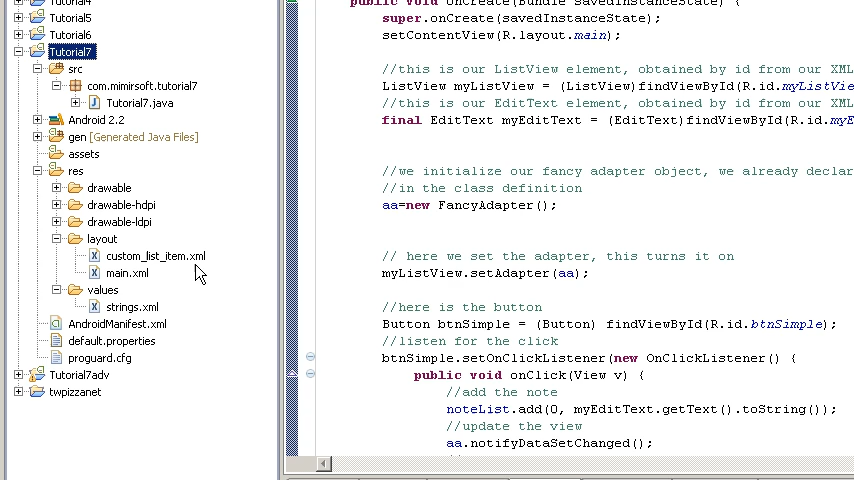 Tutorial4
Tutorial5
Tutorial6
Tutorial7
src
com.mimirsoft.tutorial7
Tutorial7.java
Android 2.2
gen [Generated Java Files]
assets
res
drawable
drawable-hdpi
drawable-ldpi
layout
custom_list_item.xml
main.xml
values
strings.xml
AndroidManifest.xml
default.properties
proguard.cfg
Tutorial7adv
twpizzanet
public void onCreate(Bundle savedInstanceState) {
super.onCreate(savedInstanceState);
setContentView(R.layout.main);
//this is our ListView element, obtained by id from our XML
ListView myListView = (ListView)findViewById(R.id.myListVie
//this is our EditText element, obtained by id from our XML
final EditText myEditText = (EditText)findViewById(R.id.myE
//we initialize our fancy adapter object, we already declar
//in the class definition
aa=new FancyAdapter();
// here we set the adapter, this turns it on
myListView.setAdapter(aa);
//here is the button
Button btnSimple = (Button) findViewById(R.id.btnSimple);
//listen for the click
btnSimple.setOnClickListener(new OnClickListener() {
public void onClick(View v) {
//add the note
noteList.add(0, myEditText.getText().toString());
//update the view
aa.notifyDataSetChanged();